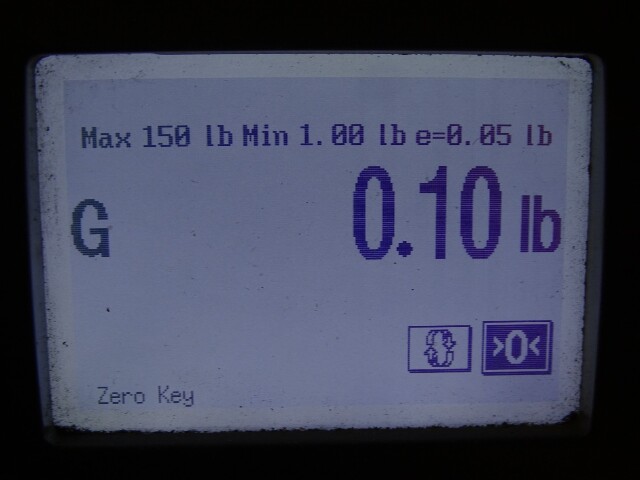 Max 150 lb Min 1.00 lb e=0.05 lb
G 0.10 lb
>0<
Zero Key